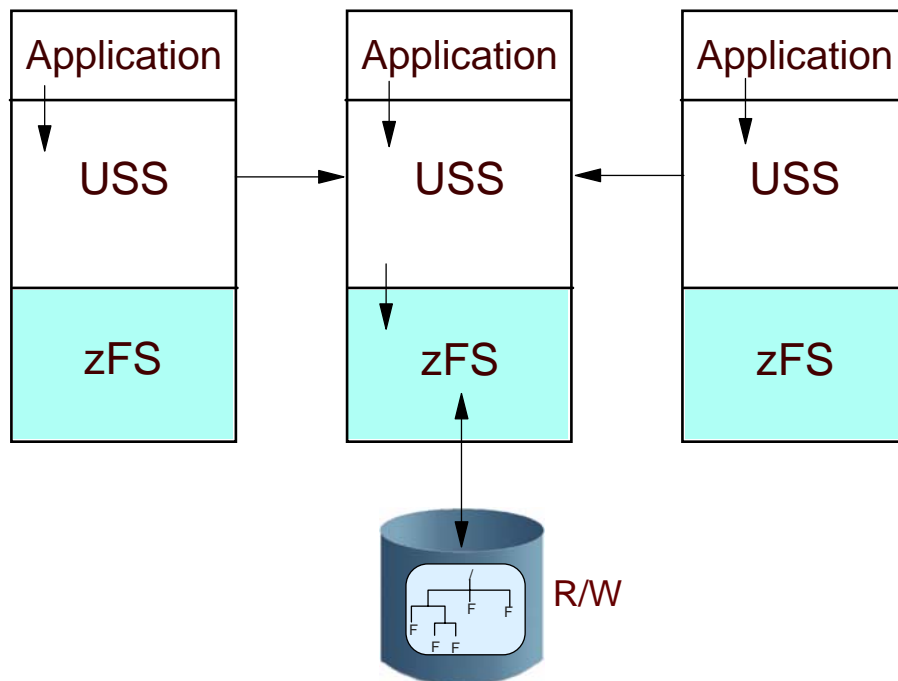 Application
Application
Application
USS
USS
USS
zFS
zFS
zFS
R/W
/
F
F
F
F
F